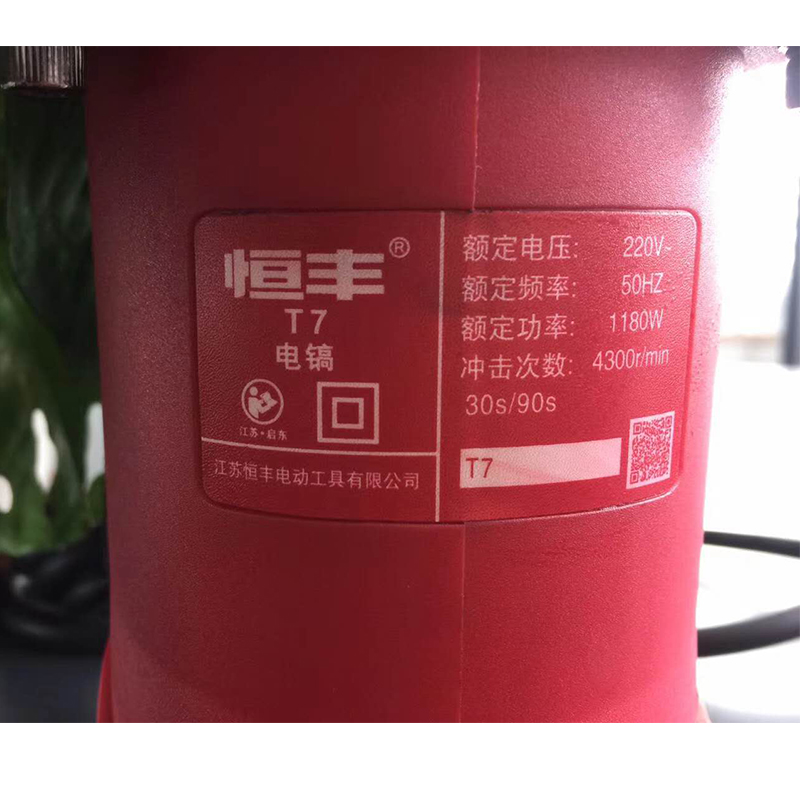 恒丰®
T7
电镐
江苏·启东
江苏恒丰电动工具有限公司
额定电压: 220V~
额定频率: 50HZ
额定功率: 1180W
冲击次数: 4300r/min
30s/90s
T7